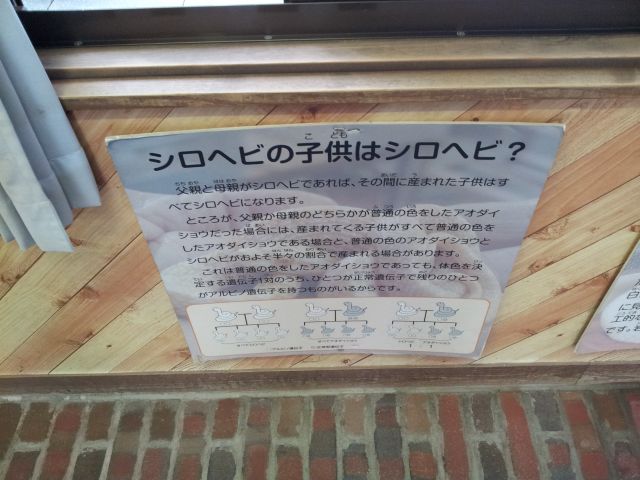 シロヘビの子供はシロヘビ？
父親と母親がシロヘビであれば、その間に産まれた子供はす
べてシロヘビになります。
ところが、父親か母親のどちらかが普通の色をしたアオダイ
ショウだった場合には、産まれてくる子供がすべて普通の色を
したアオダイショウである場合と、普通の色のアオダイショウと
シロヘビがおよそ半々の割合で産まれる場合があります。
これは普通の色をしたアオダイショウであっても、体色を決
定する遺伝子1対のうち、ひとつが正常遺伝子で残りのひとつ
がアルビノ遺伝子を持つものがいるからです。